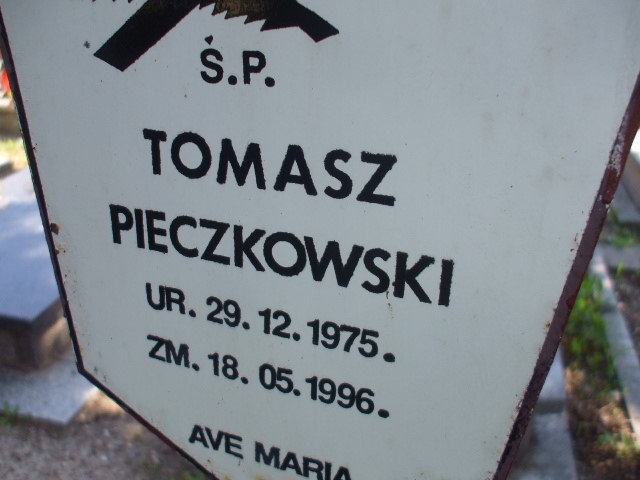 Ś.P.
TOMASZ
PIECZKOWSKI
UR. 29.12.1975.
ZM. 18.05.1996.
AVE MARIA